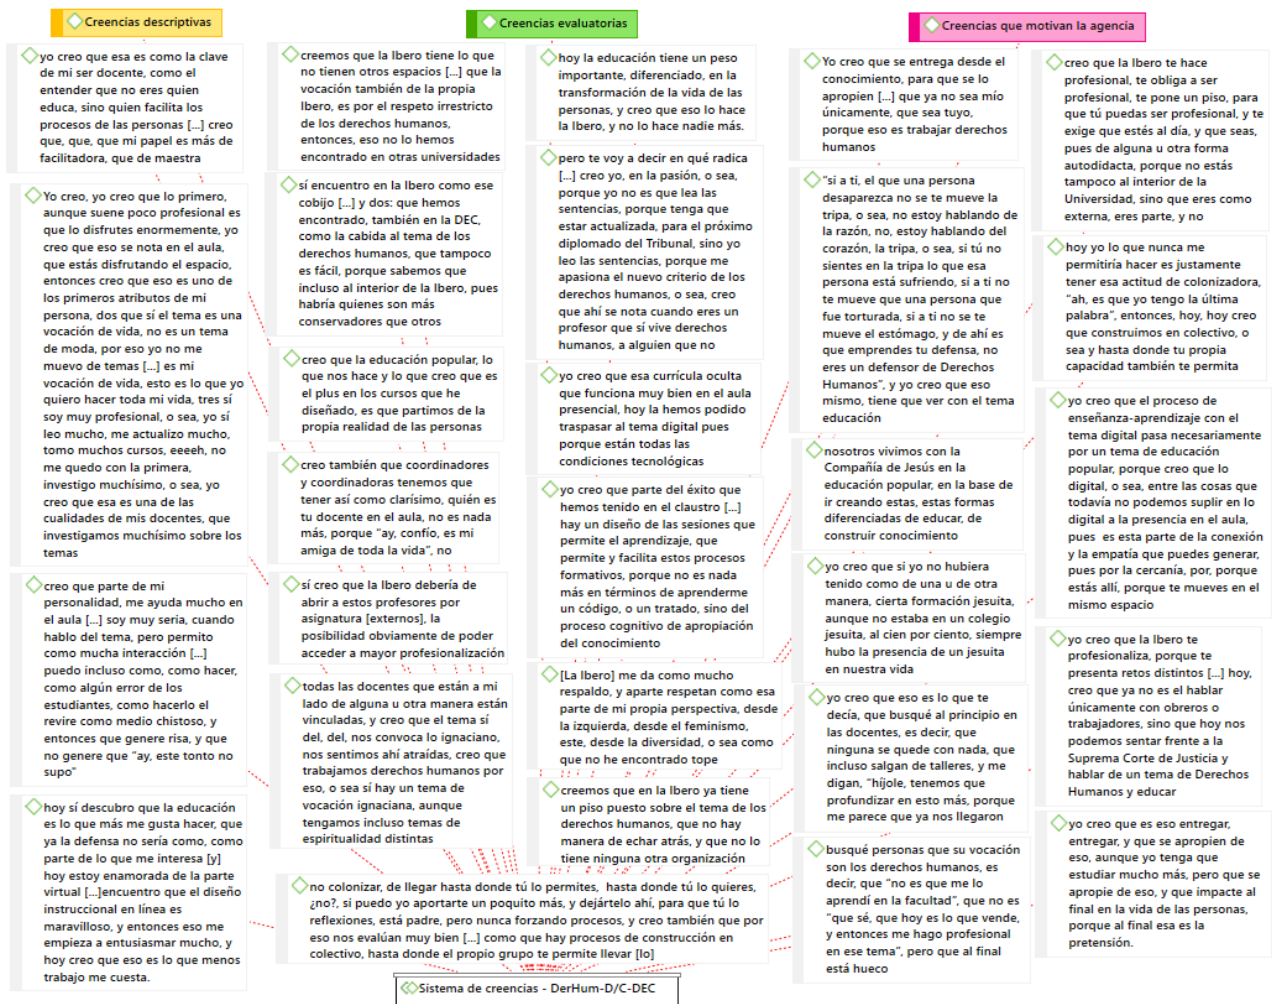 Creencias descriptivas
yo creo que esa es como la clave
de mi ser docente, como el
entender que no eres quien
educa, sino quien facilita los
procesos de las personas [...] creo
que, que, que mi papel es más de
facilitadora, que de maestra
Yo creo, yo creo que lo primero,
aunque suene poco profesional es
que lo disfrutes enormemente, yo
creo que eso se nota en el aula,
que estás disfrutando el espacio,
entonces creo que eso es uno de
los primeros atributos de mi
persona, dos que sí el tema es una
vocación de vida, no es un tema
de moda, por eso yo no me
muevo de temas [...] es mi
vocación de vida, esto es lo que yo
quiero hacer toda mi vida, tres sí
soy muy profesional, o sea, yo sí
leo mucho, me actualizo mucho,
tomo muchos cursos, eeeeh, no
me quedo con la primera,
investigo muchísimo, o sea, yo
creo que esa es una de las
cualidades de mis docentes, que
investigamos muchísimo sobre los
temas
creo que parte de mi
personalidad, me ayuda mucho en
el aula [...] soy muy seria, cuando
hablo del tema, pero permito
como mucha interacción [...]
puedo incluso como, como hacer,
como algún error de los
estudiantes, como hacerlo el
revire como medio chistoso, y
entonces que genere risa, y que
no genere que "ay, este tonto no
supo"
hoy sí descubro que la educación
es lo que más me gusta hacer, que
ya la defensa no sería como, como
parte de lo que me interesa [y]
hoy estoy enamorada de la parte
virtual [...]encuentro que el diseño
instruccional en línea es
maravilloso, y entonces eso me
empieza a entusiasmar mucho, y
hoy creo que eso es lo que menos
trabajo me cuesta.
Creencias evaluatorias
creemos que la Ibero tiene lo que
no tienen otros espacios [...] que la
vocación también de la propia
Ibero, es por el respeto irrestricto
de los derechos humanos,
entonces, eso no lo hemos
encontrado en otras universidades
sí encuentro en la Ibero como ese
cobijo [...] y dos: que hemos
encontrado, también en la DEC,
como la cabida al tema de los
derechos humanos, que tampoco
es fácil, porque sabemos que
incluso al interior de la Ibero, pues
habría quienes son más
conservadores que otros
creo que la educación popular, lo
que nos hace y lo que creo que es
el plus en los cursos que he
diseñado, es que partimos de la
propia realidad de las personas
creo también que coordinadores
y coordinadoras tenemos que
tener así como clarísimo, quién es
tu docente en el aula, no es nada
más, porque "ay, confío, es mi
amiga de toda la vida", no
sí creo que la Ibero debería de
abrir a estos profesores por
asignatura [externos], la
posibilidad obviamente de poder
acceder a mayor profesionalización
todas las docentes que están a mi
lado de alguna u otra manera están
vinculadas, y creo que el tema sí
del, del, nos convoca lo ignaciano,
nos sentimos ahí atraídas, creo que
trabajamos derechos humanos por
eso, o sea sí hay un tema de
vocación ignaciana, aunque
tengamos incluso temas de
espiritualidad distintas
hoy la educación tiene un peso
importante, diferenciado, en la
transformación de la vida de las
personas, y creo que eso lo hace
la Ibero, y no lo hace nadie más.
pero te voy a decir en qué radica
[...] creo yo, en la pasión, o sea,
porque yo no es que lea las
sentencias, porque tenga que
estar actualizada, para el próximo
diplomado del Tribunal, sino yo
leo las sentencias, porque me
apasiona el nuevo criterio de los
derechos humanos, o sea, creo
que ahí se nota cuando eres un
profesor que sí vive derechos
humanos, a alguien que no
yo creo que esa currícula oculta
que funciona muy bien en el aula
presencial, hoy la hemos podido
traspasar al tema digital pues
porque están todas las
condiciones tecnológicas
yo creo que parte del éxito que
hemos tenido en el claustro [...]
hay un diseño de las sesiones que
permite el aprendizaje, que
permite y facilita estos procesos
formativos, porque no es nada
más en términos de aprenderme
un código, o un tratado, sino del
proceso cognitivo de apropiación
del conocimiento
[La Ibero] me da como mucho
respaldo, y aparte respetan como esa
parte de mi propia perspectiva, desde
la izquierda, desde el feminismo,
este, desde la diversidad, o sea como
que no he encontrado tope
creemos que en la Ibero ya tiene
un piso puesto sobre el tema de los
derechos humanos, que no hay
manera de echar atrás, y que no lo
tiene ninguna otra organización
no colonizar, de llegar hasta donde tú lo permites,  hasta donde tú lo quieres,
¿no?, si puedo yo aportarte un poquito más, y dejártelo ahí, para que tú lo
reflexiones, está padre, pero nunca forzando procesos, y creo también que por
eso nos evalúan muy bien [...] como que hay procesos de construcción en
colectivo, hasta donde el propio grupo te permite llevar [lo]
Creencias que motivan la agencia
Yo creo que se entrega desde el
conocimiento, para que se lo
apropien [...] que ya no sea mío
únicamente, que sea tuyo,
porque eso es trabajar derechos
humanos
"si a ti, el que una persona
desaparezca no se te mueve la
tripa, o sea, no estoy hablando de
la razón, no, estoy hablando del
corazón, la tripa, o sea, si tú no
sientes en la tripa lo que esa
persona está sufriendo, si a ti no
te mueve que una persona que
fue torturada, si a ti no se te
mueve el estómago, y de ahí es
que emprendes tu defensa, no
eres un defensor de Derechos
Humanos", y yo creo que eso
mismo, tiene que ver con el tema
educación
nosotros vivimos con la
Compañía de Jesús en la
educación popular, en la base de
ir creando estas, estas formas
diferenciadas de educar, de
construir conocimiento
yo creo que si yo no hubiera
tenido como de una u de otra
manera, cierta formación jesuita,
aunque no estaba en un colegio
jesuita, al cien por ciento, siempre
hubo la presencia de un jesuita
en nuestra vida
yo creo que eso es lo que te
decía, que busqué al principio en
las docentes, es decir, que
ninguna se quede con nada, que
incluso salgan de talleres, y me
digan, "híjole, tenemos que
profundizar en esto más, porque
me parece que ya nos llegaron
busqué personas que su vocación
son los derechos humanos, es
decir, que "no es que me lo
aprendí en la facultad", que no es
"que sé, que hoy es lo que vende,
y entonces me hago profesional
en ese tema", pero que al final
está hueco
creo que la Ibero te hace
profesional, te obliga a ser
profesional, te pone un piso, para
que tú puedas ser profesional, y te
exige que estés al día, y que seas,
pues de alguna u otra forma
autodidacta, porque no estás
tampoco al interior de la
Universidad, sino que eres como
externa, eres parte, y no
hoy yo lo que nunca me
permitiría hacer es justamente
tener esa actitud de colonizadora,
"ah, es que yo tengo la última
palabra", entonces, hoy, hoy creo
que construimos en colectivo, o
sea y hasta donde tu propia
capacidad también te permita
yo creo que el proceso de
enseñanza-aprendizaje con el
tema digital pasa necesariamente
por un tema de educación
popular, porque creo que lo
digital, o sea, entre las cosas que
todavía no podemos suplir en lo
digital a la presencia en el aula,
pues  es esta parte de la conexión
y la empatía que puedes generar,
pues por la cercanía, por, porque
estás allí, porque te mueves en el
mismo espacio
yo creo que la Ibero te
profesionaliza, porque te
presenta retos distintos [...] hoy,
creo que ya no es el hablar
únicamente con obreros o
trabajadores, sino que hoy nos
podemos sentar frente a la
Suprema Corte de Justicia y
hablar de un tema de Derechos
Humanos y educar
yo creo que es eso entregar,
entregar, y que se apropien de
eso, aunque yo tenga que
estudiar mucho más, pero que se
apropie de eso, y que impacte al
final en la vida de las personas,
porque al final esa es la
pretensión.
Sistema de creencias - DerHum-D/C-DEC